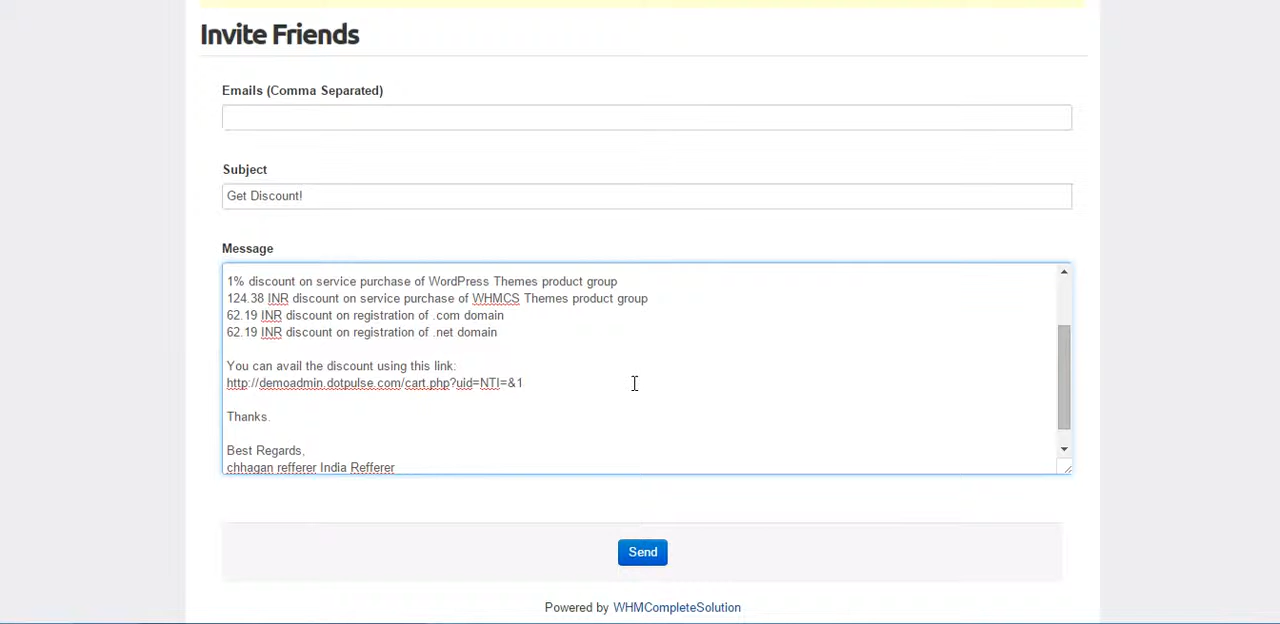 Invite Friends
Emails (Comma Separated)
Subject
Get Discount!
Message
1% discount on service purchase of WordPress Themes product group
124.38 INR discount on service purchase of WHMCS Themes product group
62.19 INR discount on registration of .com domain
62.19 INR discount on registration of .net domain
You can avail the discount using this link:
http://demoadmin.dotpulse.com/cart.php?uid=NTI=&1
Thanks.
Best Regards,
chhagan refferer India Refferer
Send
Powered by WHMCompleteSolution